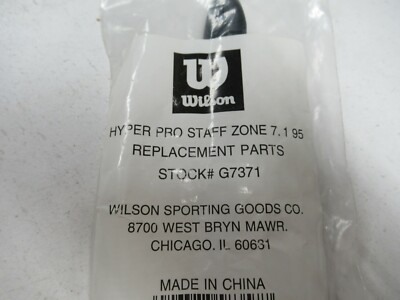 W
Wilson
HYPER PRO STAFF ZONE 7.1 95
REPLACEMENT PARTS
STOCK# G7371
WILSON SPORTING GOODS CO.
8700 WEST BRYN MAWR.
CHICAGO. IL 60631
MADE IN CHINA